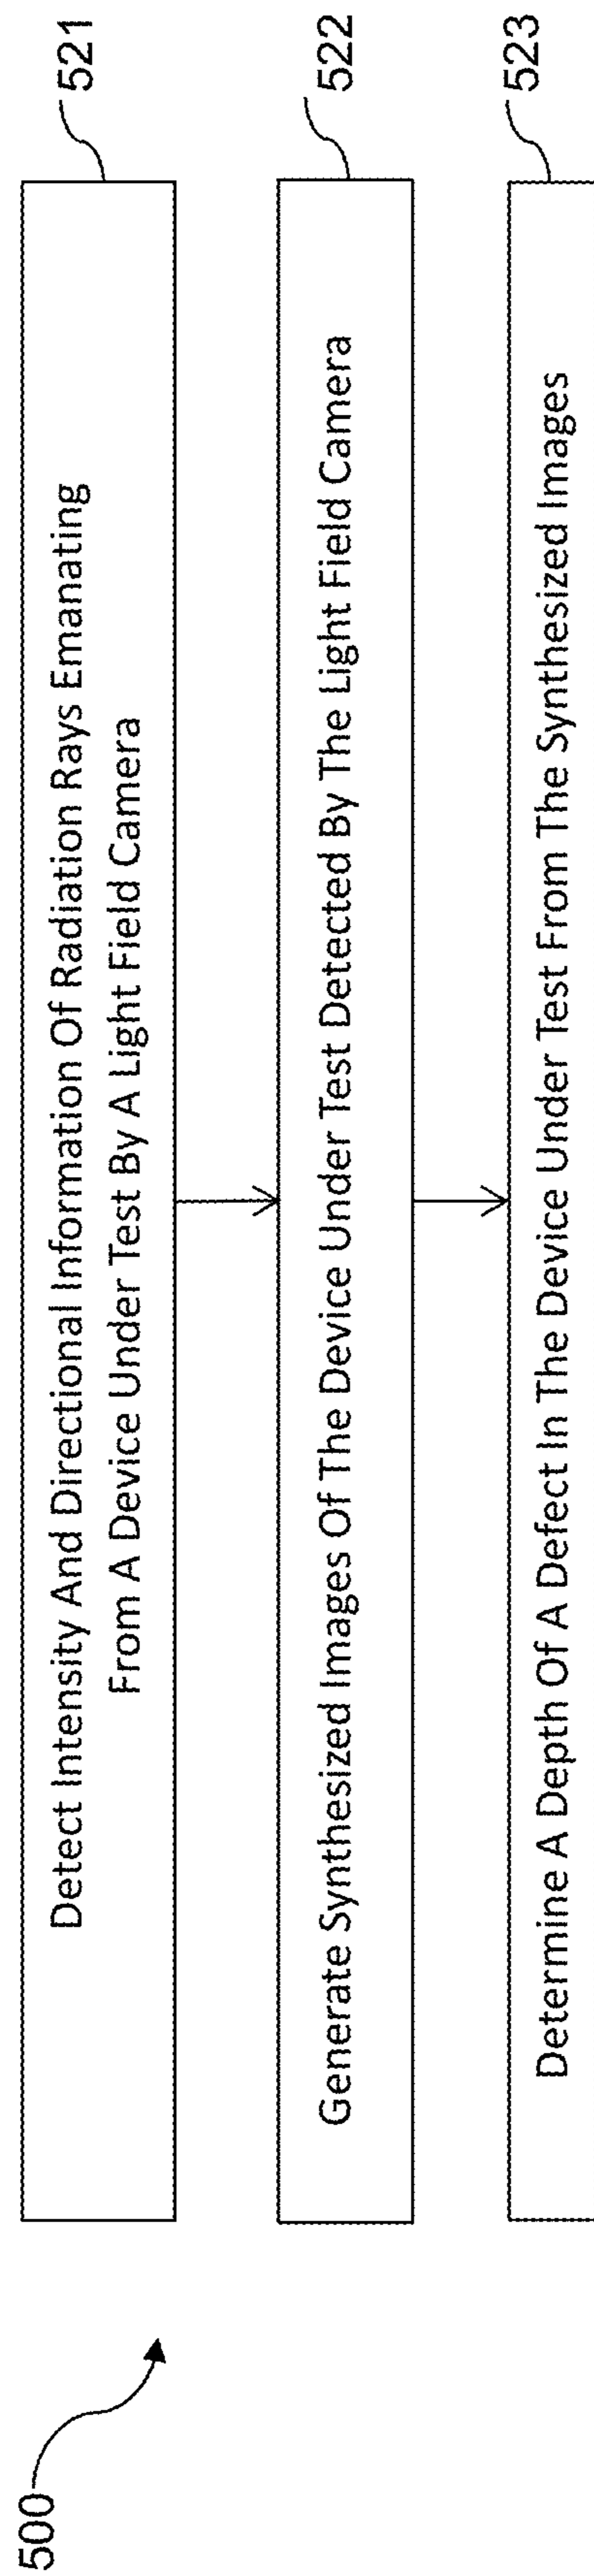 500
Detect Intensity And Directional Information Of Radiation Rays Emanating
From A Device Under Test By A Light Field Camera
521
Generate Synthesized Images Of The Device Under Test Detected By The Light Field Camera
522
Determine A Depth Of A Defect In The Device Under Test From The Synthesized Images
523